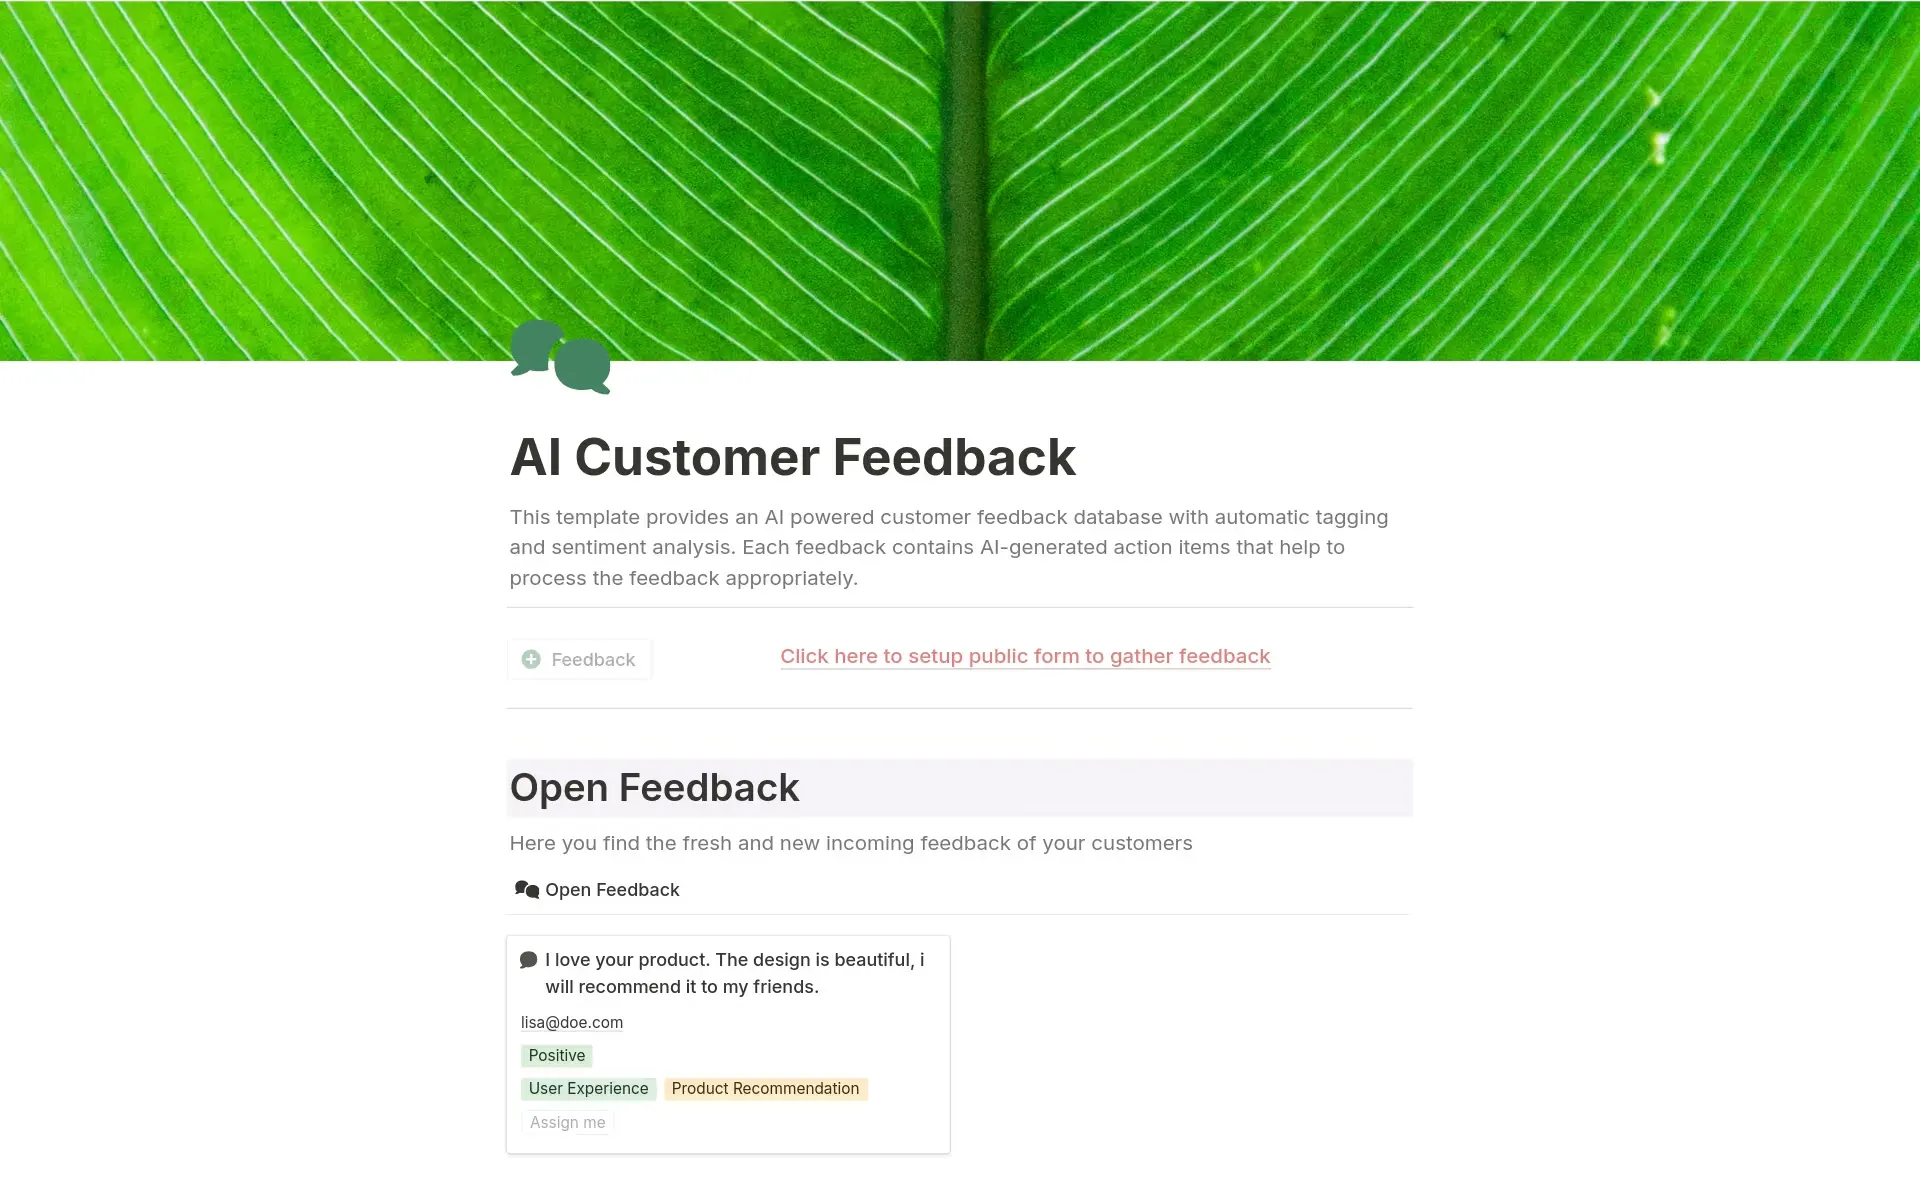 AI Customer Feedback
This template provides an AI powered customer feedback database with automatic tagging
and sentiment analysis. Each feedback contains AI-generated action items that help to
process the feedback appropriately.
Feedback
Click here to setup public form to gather feedback
Open Feedback
Here you find the fresh and new incoming feedback of your customers
Open Feedback
I love your product. The design is beautiful, i
will recommend it to my friends.
lisa@doe.com
Positive
User Experience Product Recommendation
Assign me